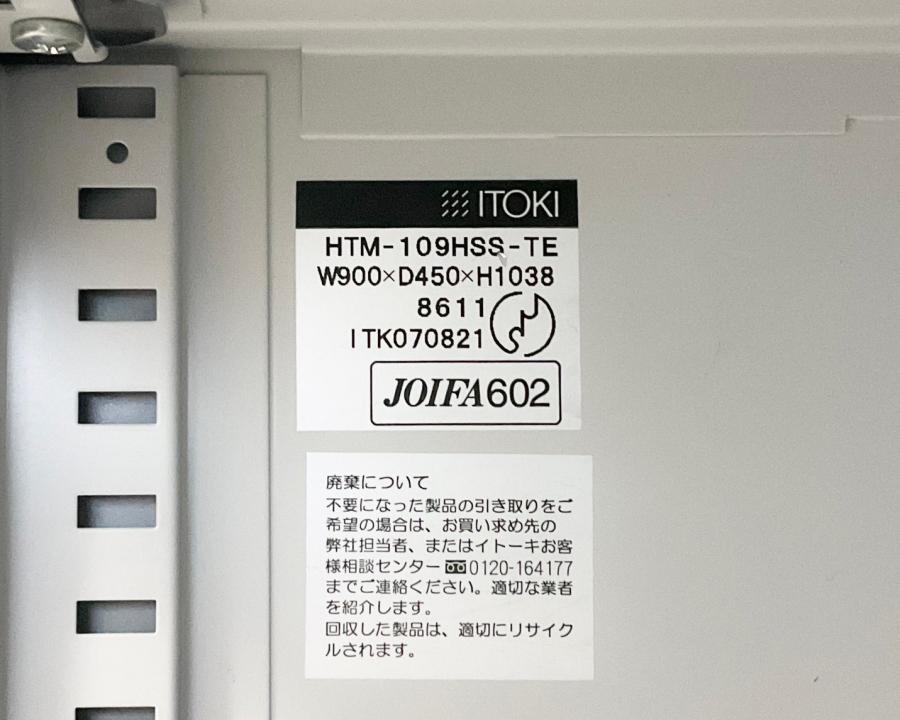 ITOKI
HTM-109HSS-TE
W900×D450×H1038
8611
ITK070821
JOIFA602
廃棄について
不要になった製品の引き取りをご
希望の場合は、お買い求め先の
弊社担当者、またはイトーキお客
様相談センター 0120-164177
までご連絡ください。適切な業者
を紹介します。
回収した製品は、適切にリサイク
ルされます。